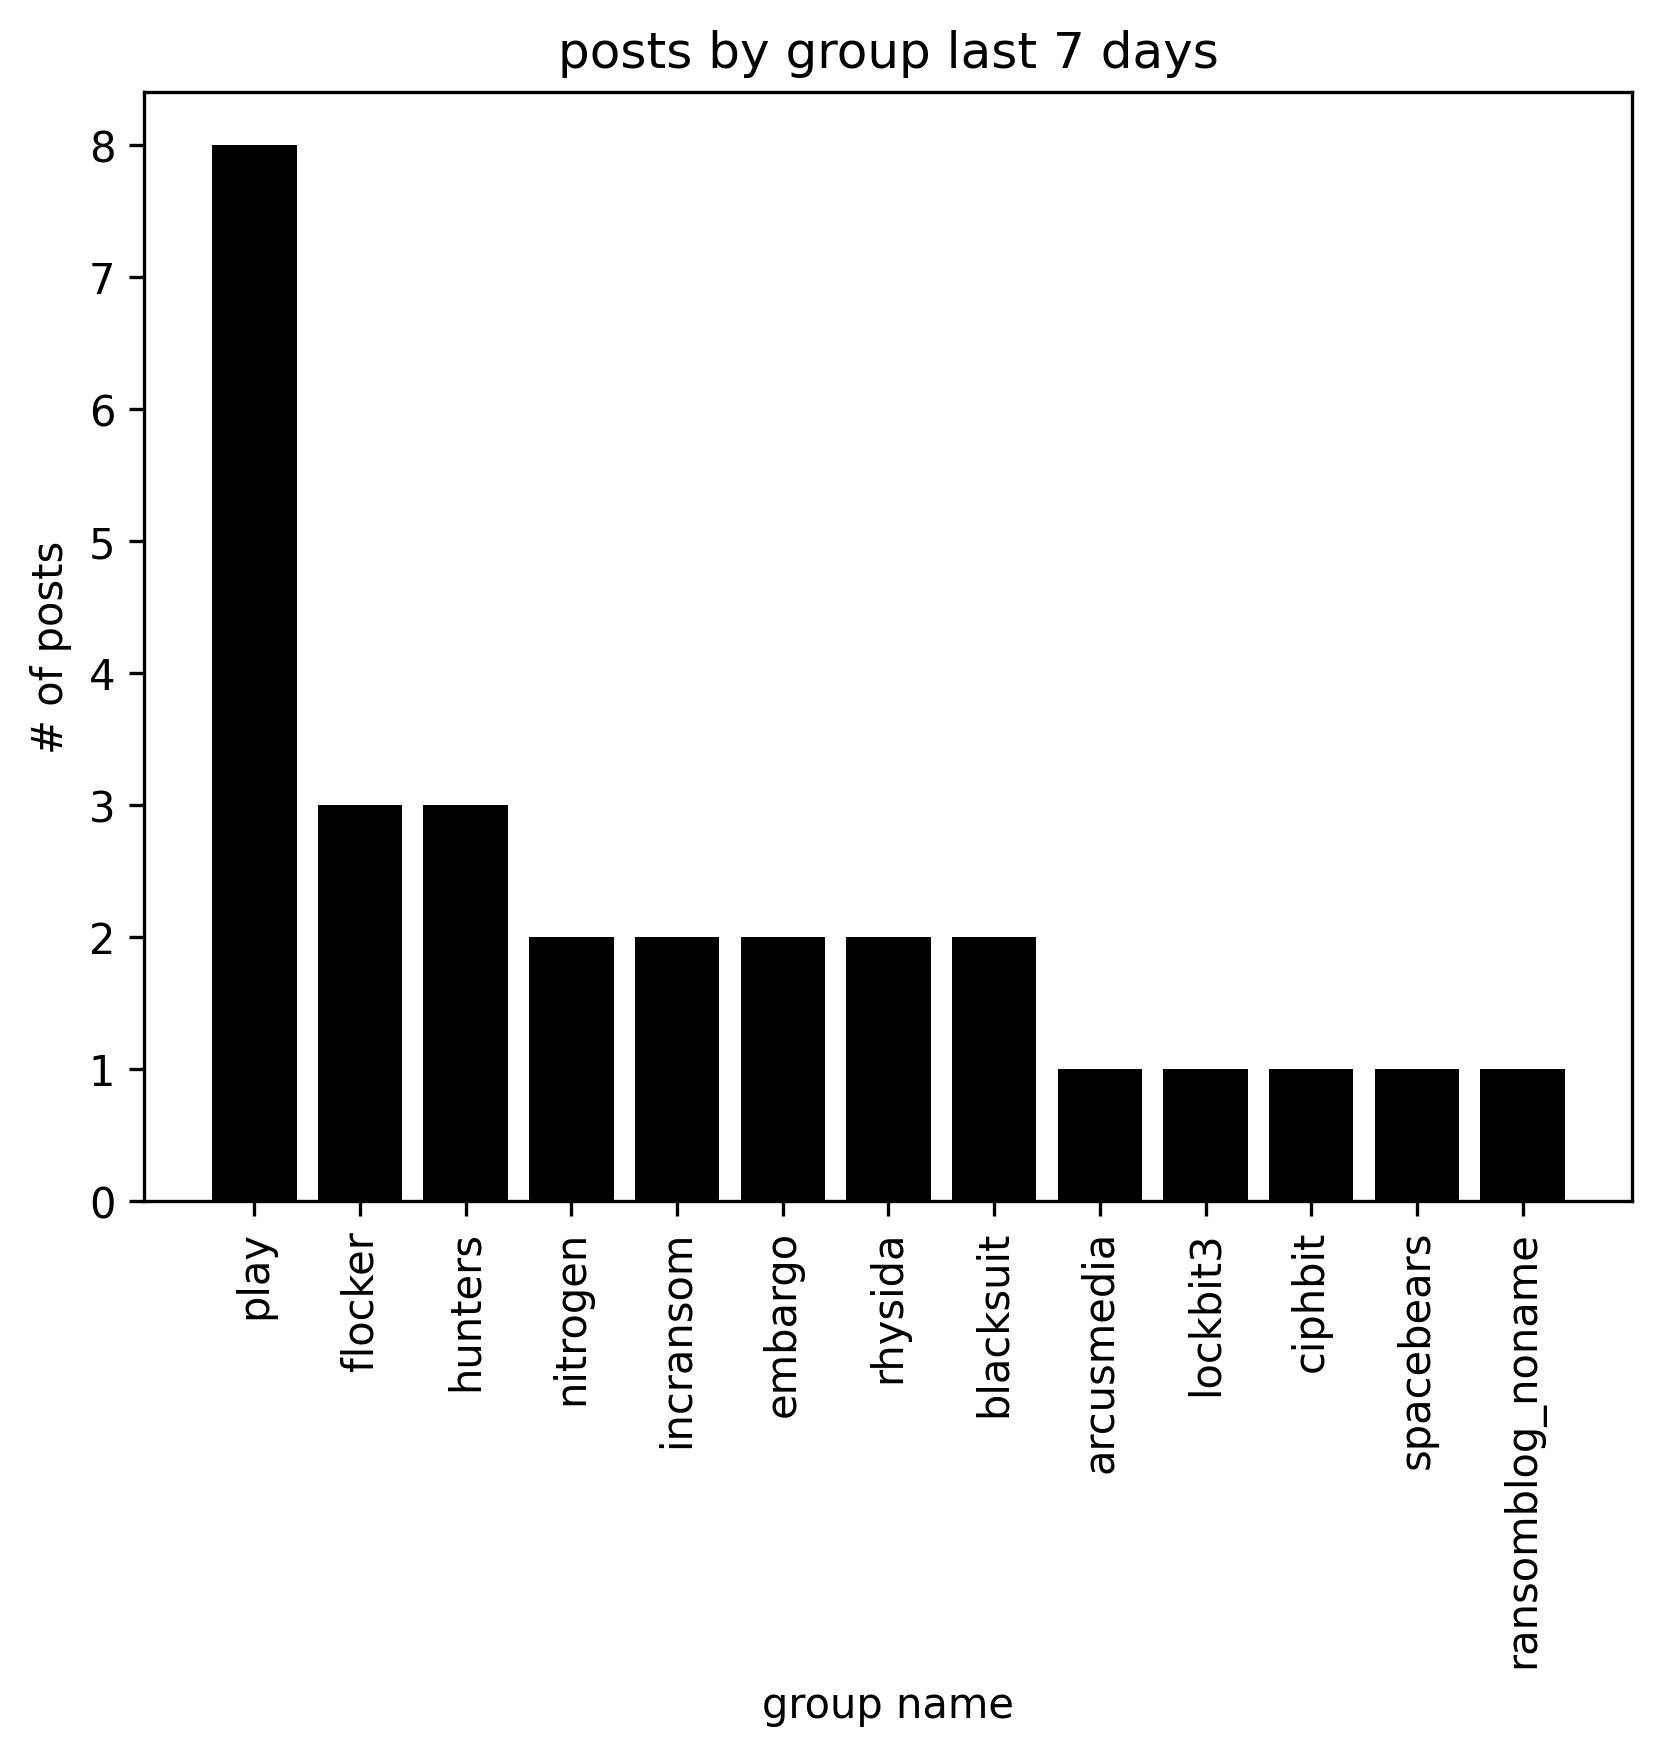 posts by group last 7 days
# of posts
8
7
6
5
4
3
2
1
0
play
flocker
hunters
nitrogen
incransom
embargo
rhysida
blacksuit
arcusmedia
lockbit3
ciphbit
spacebears
ransomblog_noname
group name